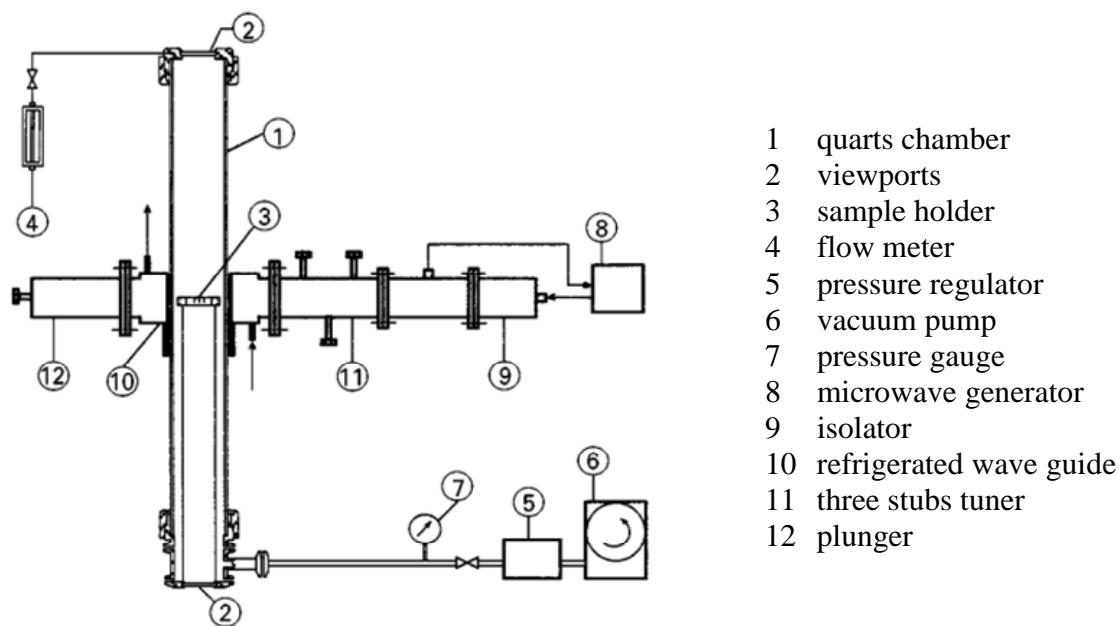 2
1
3
4
8
12
10
11
9
7
5
6
2
1 quarts chamber
2 viewports
3 sample holder
4 flow meter
5 pressure regulator
6 vacuum pump
7 pressure gauge
8 microwave generator
9 isolator
10 refrigerated wave guide
11 three stubs tuner
12 plunger